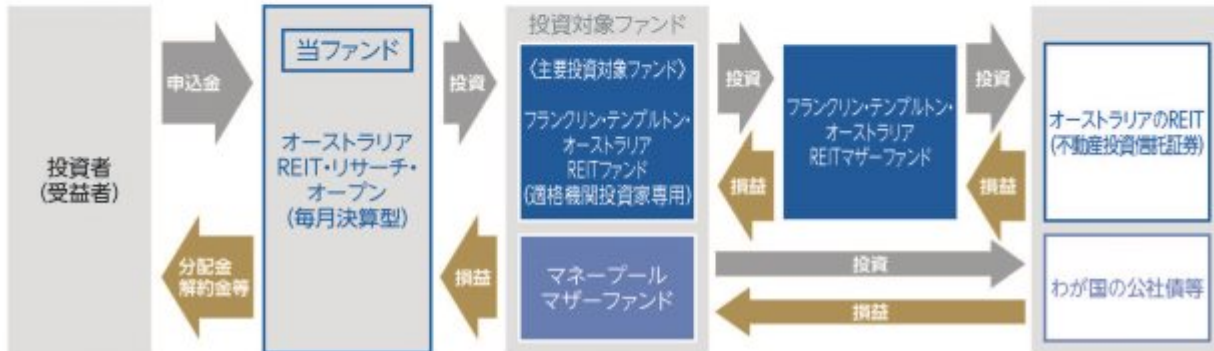 投資者
(受益者)
申込金
分配金
解約金等
当ファンド
オーストラリア
REIT・リサーチ・
オープン
(毎月決算型)
投資
損益
投資対象ファンド
〈主要投資対象ファンド〉
フランクリン・テンプルトン・
オーストラリア
REITファンド
(適格機関投資家専用)
マネープール
マザーファンド
投資
損益
フランクリン・テンプルトン・
オーストラリア
REITマザーファンド
投資
損益
投資
損益
オーストラリアのREIT
(不動産投資信託証券)
わが国の公社債等